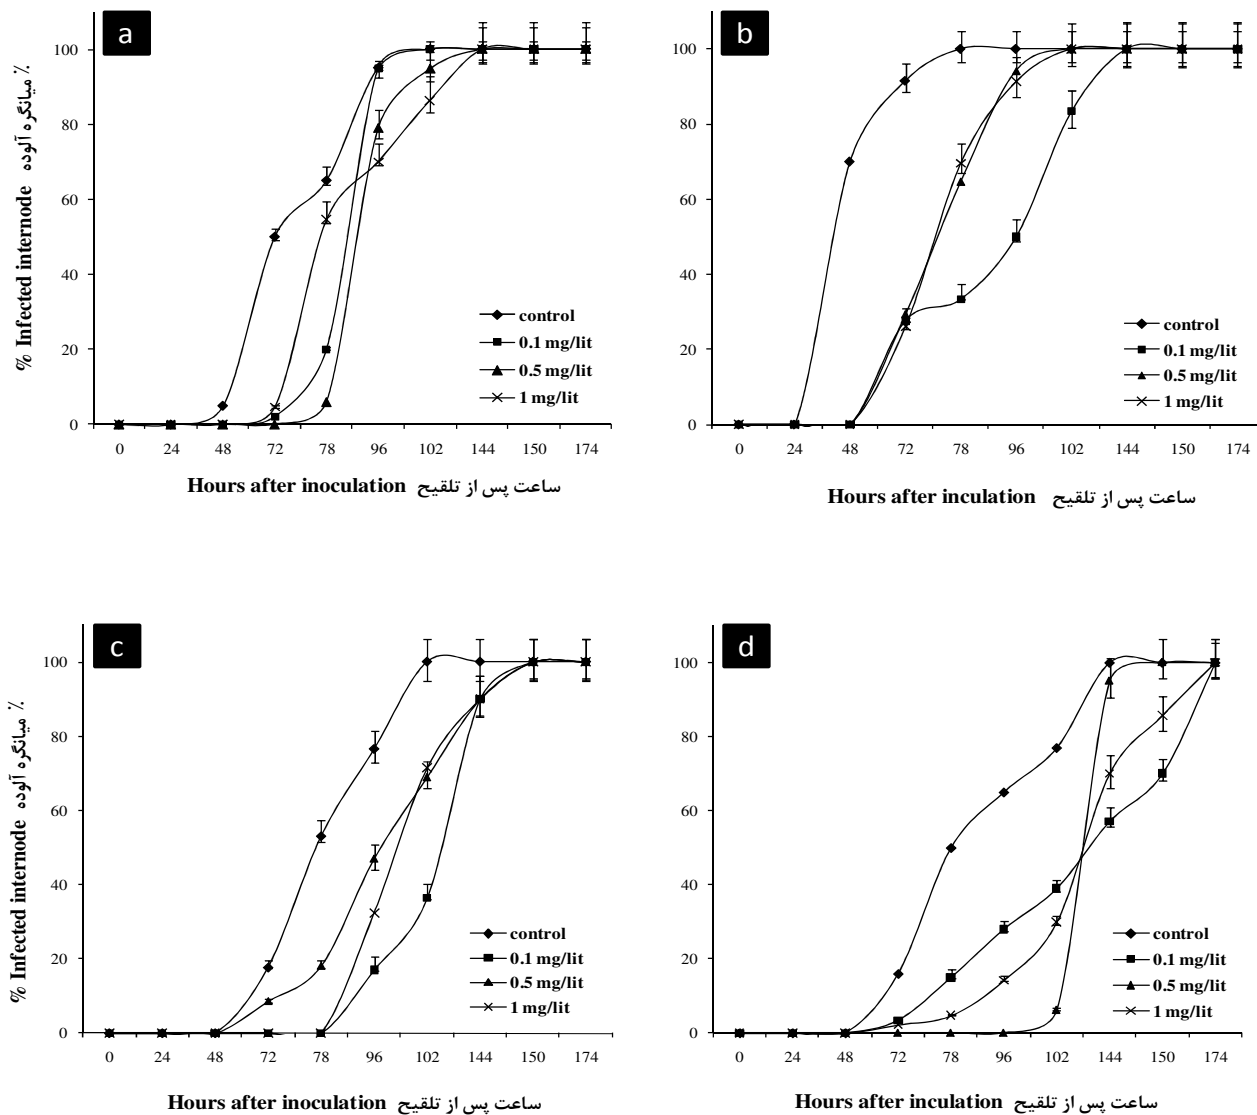 a
100
80
60
40
20
0
٪ میانگره آلوده % Infected internode
control
0.1 mg/lit
0.5 mg/lit
1 mg/lit
0 24 48 72 78 96 102 144 150 174
Hours after inoculation ساعت پس از تلقیح
b
100
80
60
40
20
0
control
0.1 mg/lit
0.5 mg/lit
1 mg/lit
0 24 48 72 78 96 102 144 150 174
Hours after inculation ساعت پس از تلقیح
c
100
80
60
40
20
0
٪ میانگره آلوده % Infected internode
control
0.1 mg/lit
0.5 mg/lit
1 mg/lit
0 24 48 72 78 96 102 144 150 174
Hours after inoculation ساعت پس از تلقیح
d
100
80
60
40
20
0
control
0.1 mg/lit
0.5 mg/lit
1 mg/lit
0 24 48 72 78 96 102 144 150 174
Hours after inculation ساعت پس از تلقیح